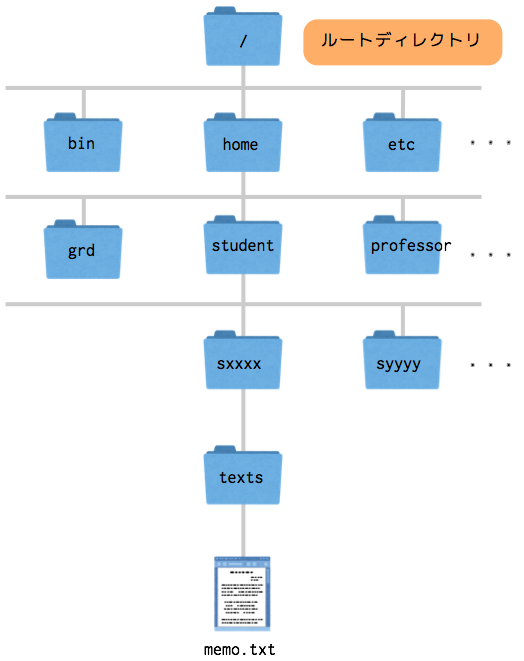 /
ルートディレクトリ
bin
home
etc
・・・
grd
student
professor
・・・
sxxxx
syyyy
・・・
texts
memo.txt